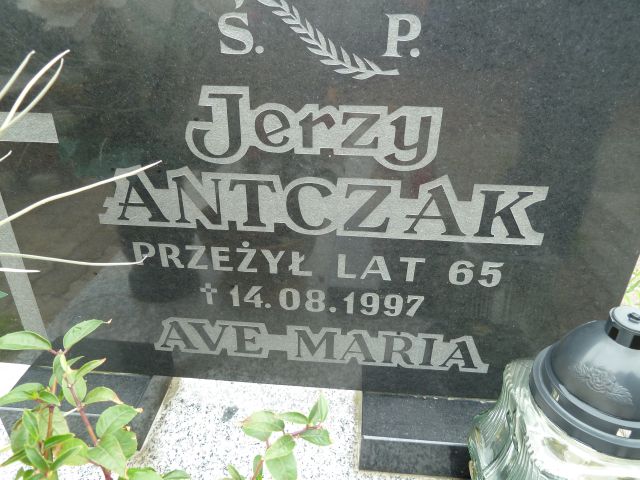 Ś. P.
Jerzy
ANTCZAK
PRZEŻYŁ LAT 65
† 14.08.1997
AVE MARIA